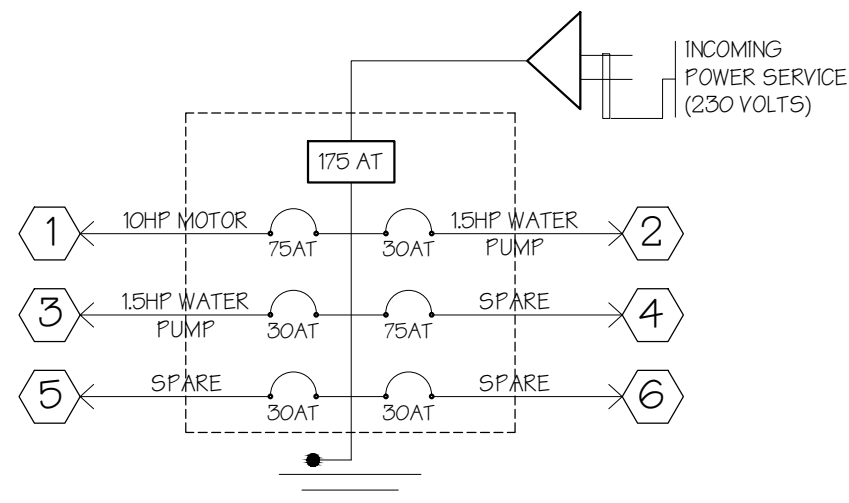 INCOMING
POWER SERVICE
(230 VOLTS)
175 AT
1
10HP MOTOR
75AT
30AT
1.5HP WATER
PUMP
2
3
1.5HP WATER
PUMP
30AT
75AT
SPARE
4
5
SPARE
30AT
30AT
SPARE
6